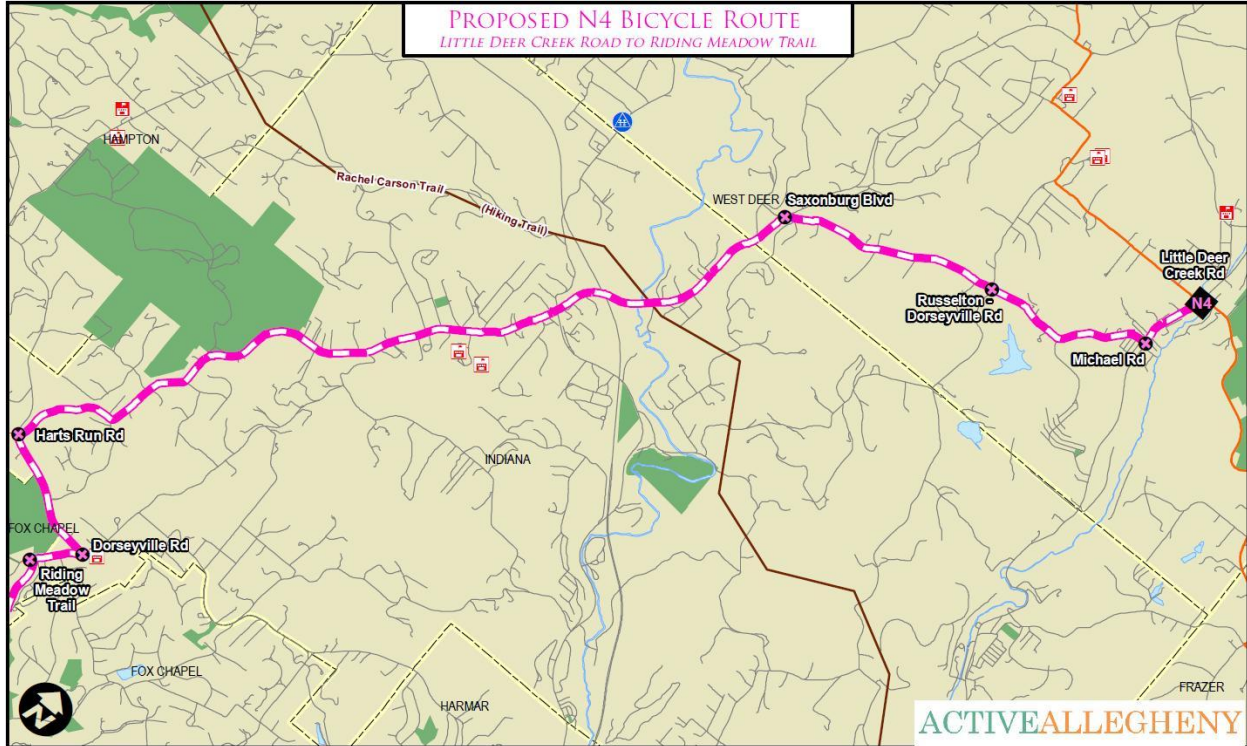 PROPOSED N4 BICYCLE ROUTE
LITTLE DEER CREEK ROAD TO RIDING MEADOW TRAIL
HAMPTON
Rachel Carson Trail
(Hiking Trail)
WEST DEER
Saxonburg Blvd
Little Deer
Creek Rd
N4
Russelton -
Dorseyville Rd
Michael Rd
Harts Run Rd
INDIANA
FOX CHAPEL
Dorseyville Rd
Riding
Meadow
Trail
FOX CHAPEL
HARMAR
FRAZER
N
ACTIVEALLEGHENY